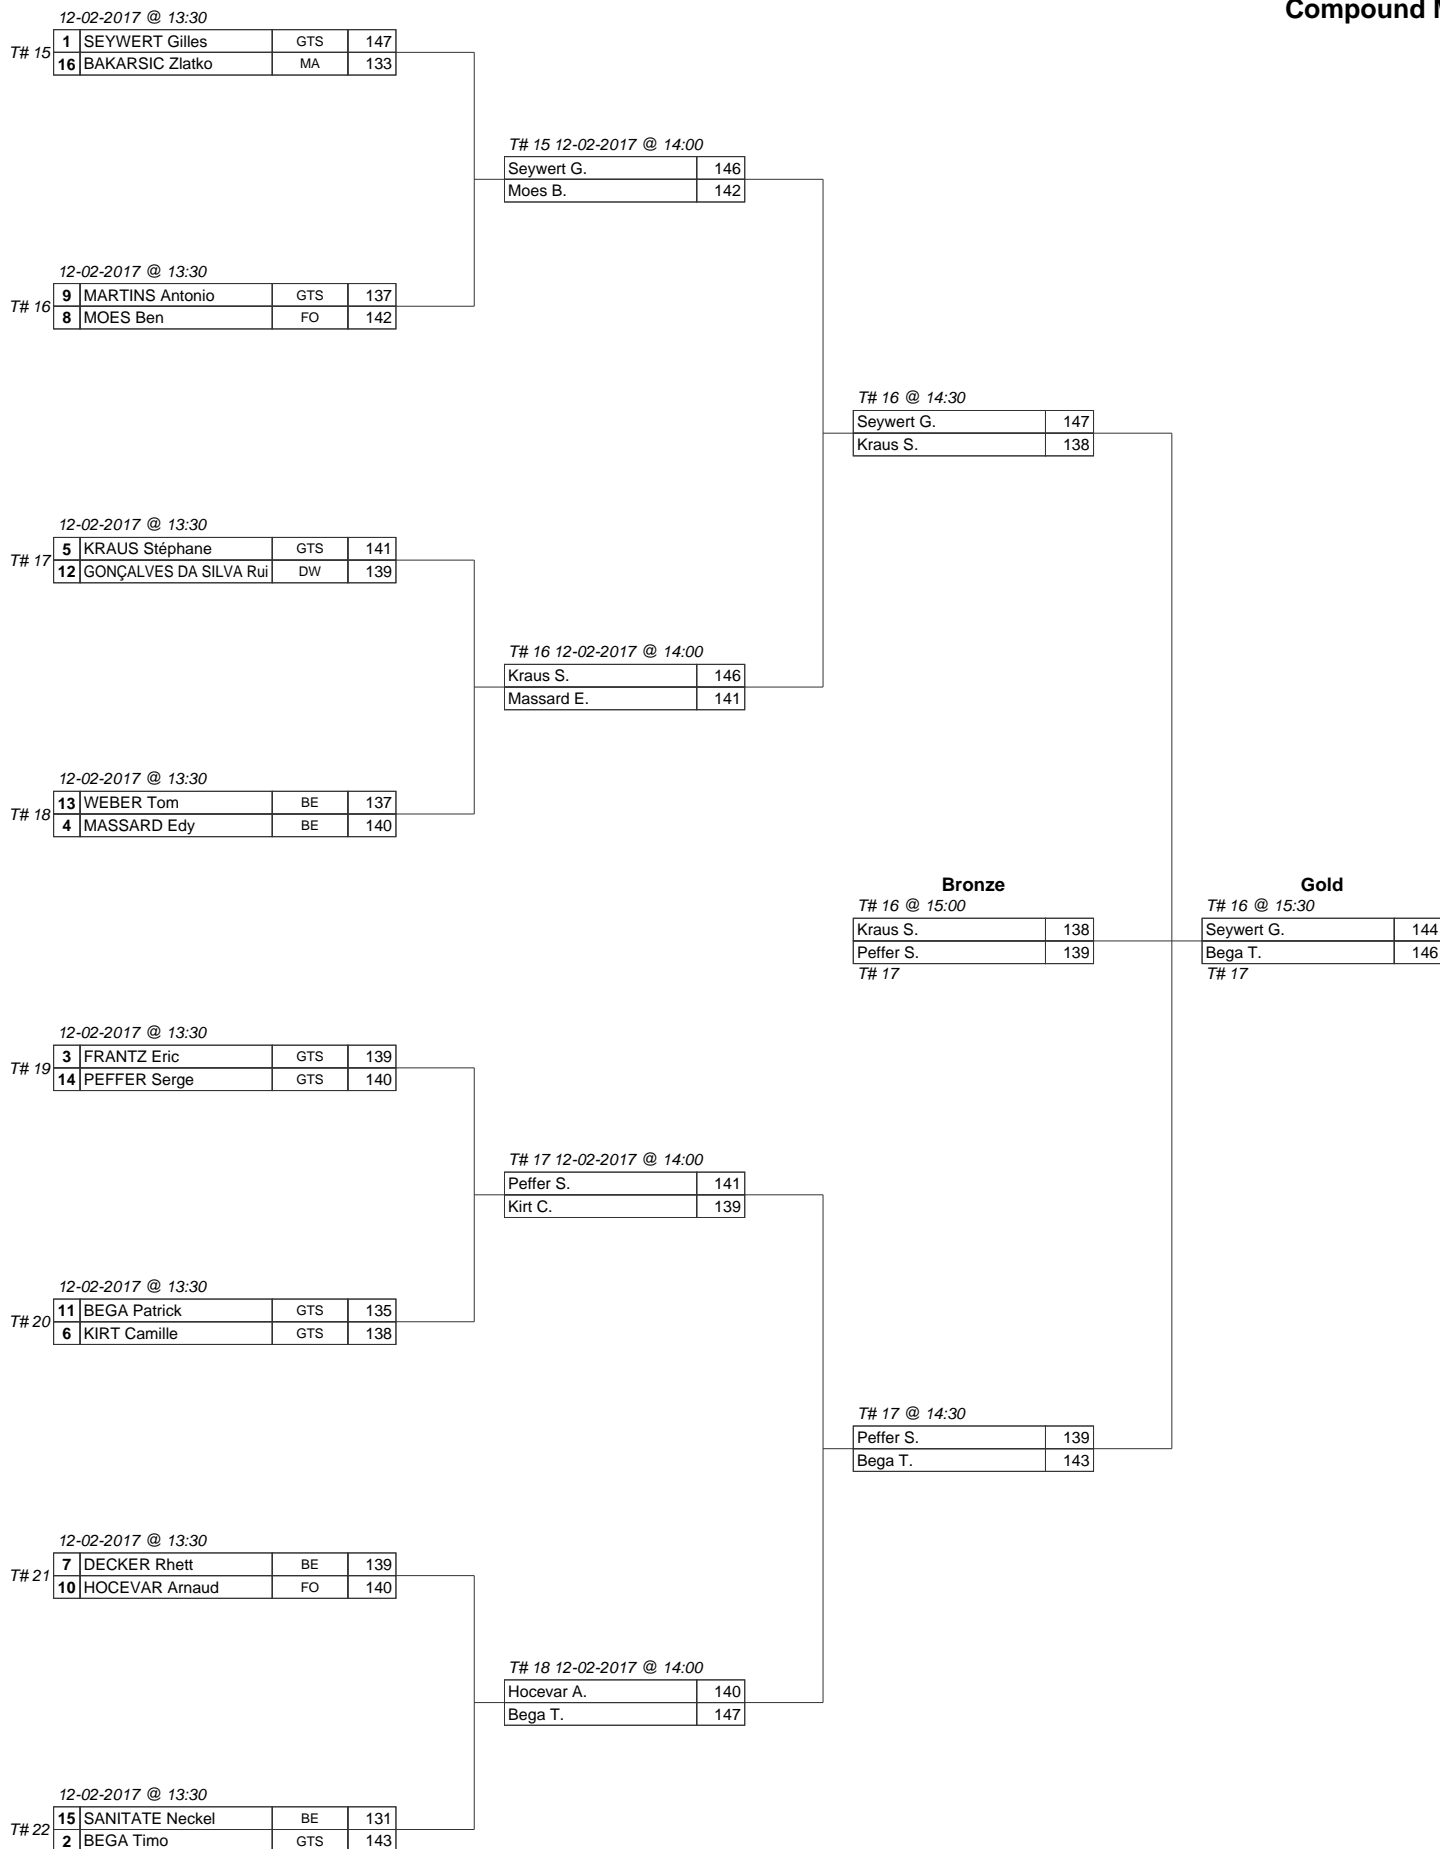 Compound M
12-02-2017 @ 13:30
T# 15
1 SEYWERT Gilles GTS 147
16 BAKARSIC Zlatko MA 133
T# 15 12-02-2017 @ 14:00
Seywert G. 146
Moes B. 142
12-02-2017 @ 13:30
T# 16
9 MARTINS Antonio GTS 137
8 MOES Ben FO 142
T# 16 @ 14:30
Seywert G. 147
Kraus S. 138
12-02-2017 @ 13:30
T# 17
5 KRAUS Stéphane GTS 141
12 GONÇALVES DA SILVA Rui DW 139
T# 16 12-02-2017 @ 14:00
Kraus S. 146
Massard E. 141
12-02-2017 @ 13:30
T# 18
13 WEBER Tom BE 137
4 MASSARD Edy BE 140
Bronze
T# 16 @ 15:00
Kraus S. 138
Peffer S. 139
T# 17
Gold
T# 16 @ 15:30
Seywert G. 144
Bega T. 146
T# 17
12-02-2017 @ 13:30
T# 19
3 FRANTZ Eric GTS 139
14 PEFFER Serge GTS 140
T# 17 12-02-2017 @ 14:00
Peffer S. 141
Kirt C. 139
12-02-2017 @ 13:30
T# 20
11 BEGA Patrick GTS 135
6 KIRT Camille GTS 138
T# 17 @ 14:30
Peffer S. 139
Bega T. 143
12-02-2017 @ 13:30
T# 21
7 DECKER Rhett BE 139
10 HOCEVAR Arnaud FO 140
T# 18 12-02-2017 @ 14:00
Hocevar A. 140
Bega T. 147
12-02-2017 @ 13:30
T# 22
15 SANITATE Neckel BE 131
2 BEGA Timo GTS 143